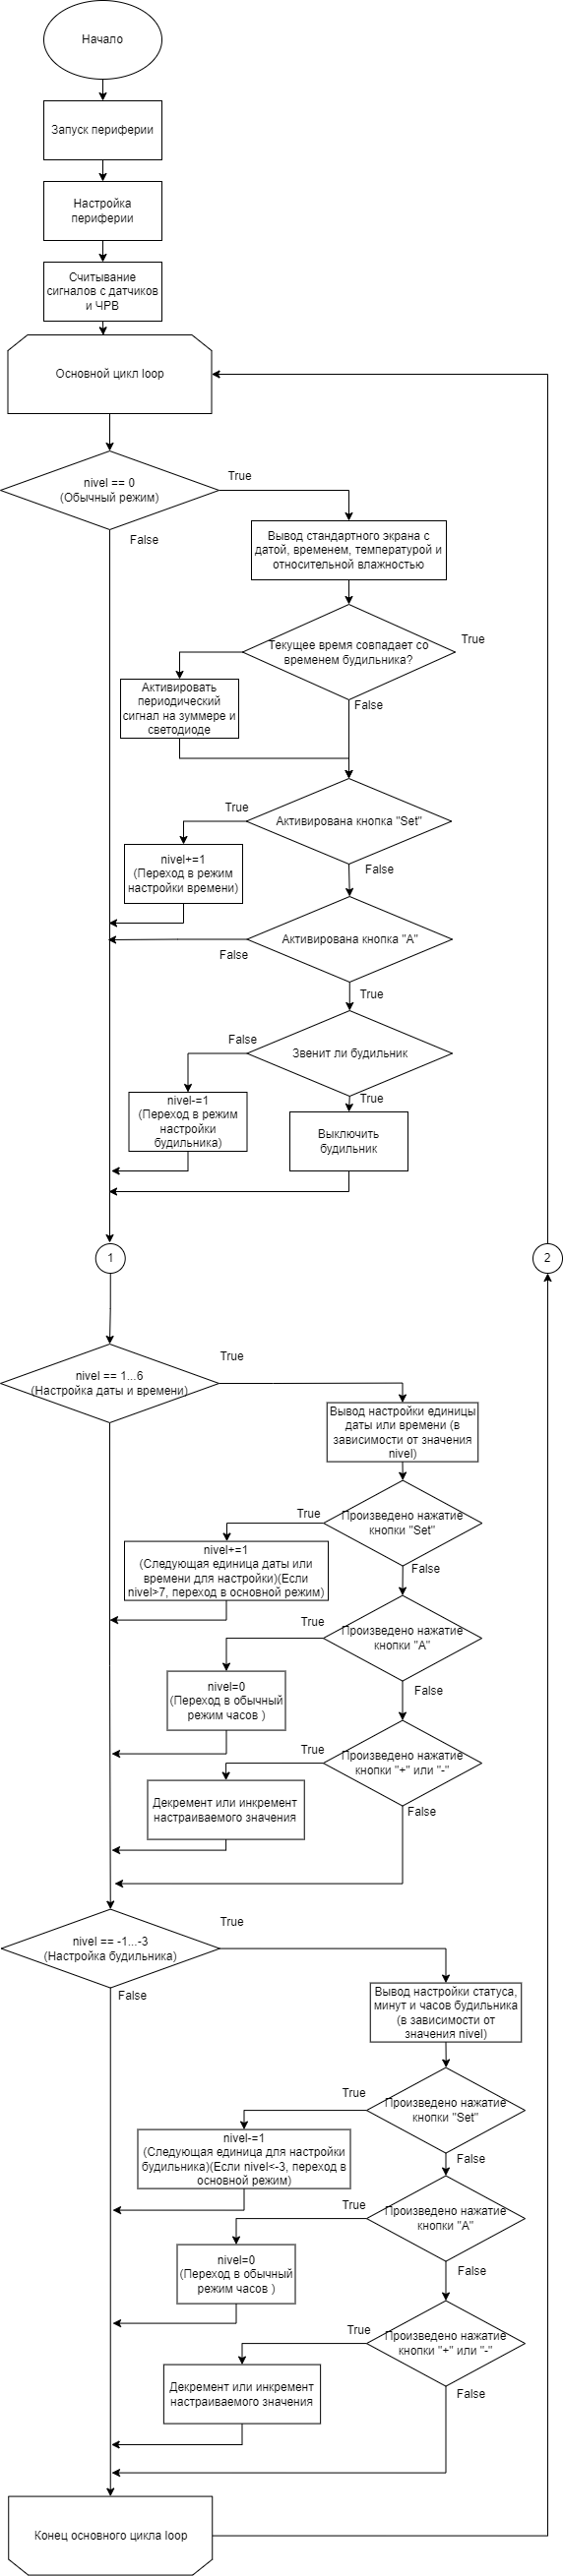 Начало
Запуск периферии
Настройка
периферии
Считывание
сигналов с датчиков
и ЧРВ
Основной цикл loop
nivel == 0
(Обычный режим)
True
False
Вывод стандартного экрана с
датой, временем, температурой и
относительной влажностью
Текущее время совпадает со
временем будильника?
True
False
Активировать
периодический
сигнал на зуммере и
светодиоде
Активирована кнопка "Set"
True
False
nivel+=1
(Переход в режим
настройки времени)
Активирована кнопка "A"
False
True
Звенит ли будильник
False
True
nivel-=1
(Переход в режим
настройки
будильника)
Выключить
будильник
1
2
nivel == 1...6
(Настройка даты и времени)
True
Вывод настройки единицы
даты или времени (в
зависимости от значения
nivel)
Произведено нажатие
кнопки "Set"
True
False
nivel+=1
(Следующая единица даты или
времени для настройки)(Если
nivel>7, переход в основной режим)
Произведено нажатие
кнопки "A"
True
False
nivel=0
(Переход в обычный
режим часов )
Произведено нажатие
кнопки "+" или "-"
True
False
Декремент или инкремент
настраиваемого значения
nivel == -1...-3
(Настройка будильника)
True
False
Вывод настройки статуса,
минут и часов будильника
(в зависимости от
значения nivel)
Произведено нажатие
кнопки "Set"
True
False
nivel-=1
(Следующая единица для настройки
будильника)(Если nivel<-3, переход в
основной режим)
Произведено нажатие
кнопки "A"
True
False
nivel=0
(Переход в обычный
режим часов )
Произведено нажатие
кнопки "+" или "-"
True
False
Декремент или инкремент
настраиваемого значения
Конец основного цикла loop